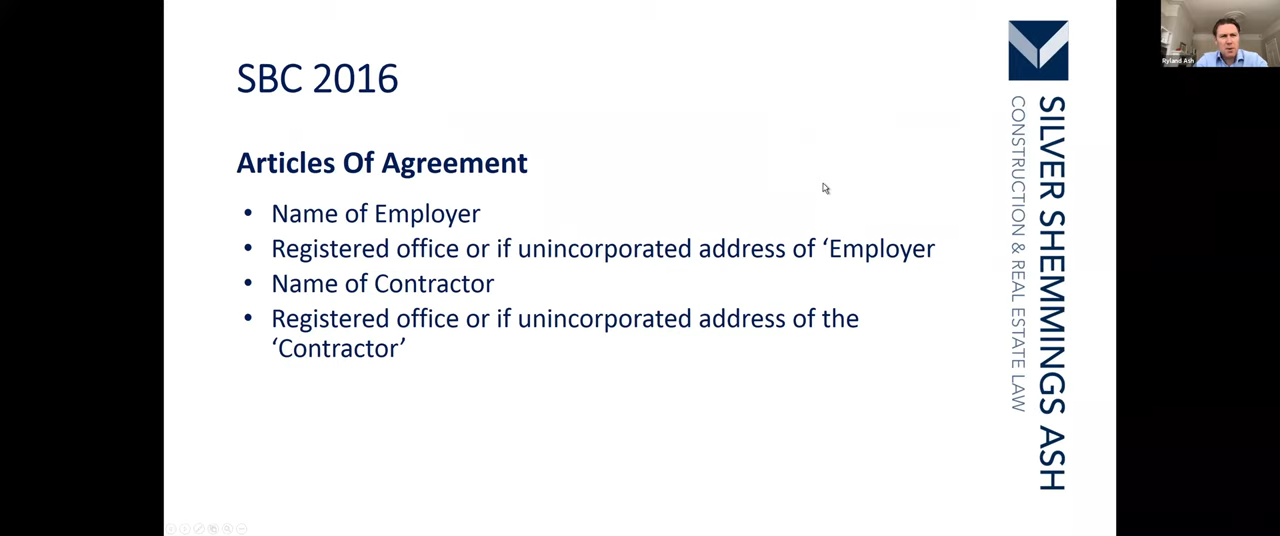 SBC 2016
Articles Of Agreement
• Name of Employer
• Registered office or if unincorporated address of ‘Employer
• Name of Contractor
• Registered office or if unincorporated address of the
‘Contractor’
SILVER SHEMMINGS ASH
CONSTRUCTION & REAL ESTATE LAW
Ryland Ash